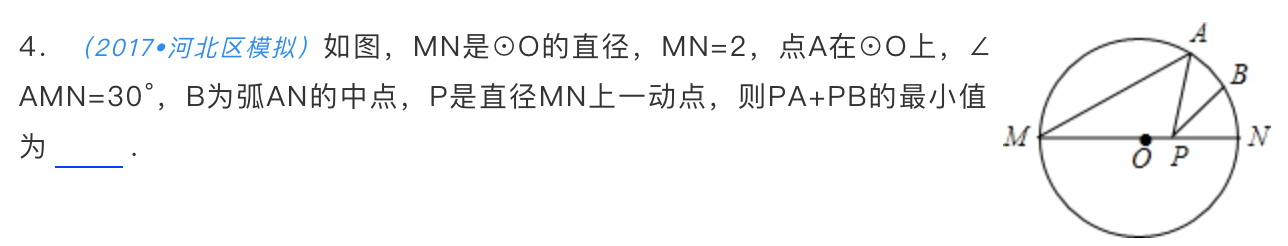 4. （2017•河北区模拟）如图，MN是⊙O的直径，MN=2，点A在⊙O上，∠
AMN=30°，B为弧AN的中点，P是直径MN上一动点，则PA+PB的最小值
为 ____ .
A
B
M
O
P
N